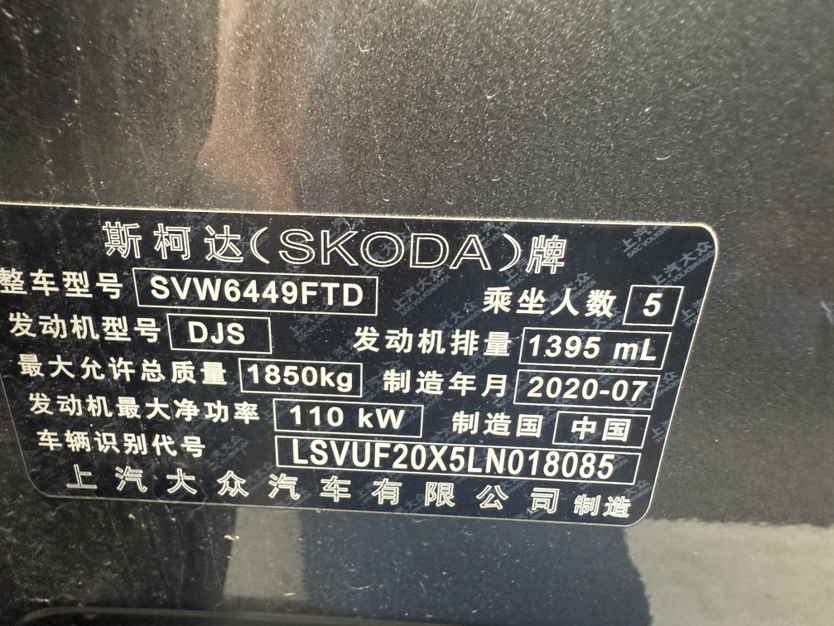 斯柯达(SKODA)牌
整车型号 SVW6449FTD 乘坐人数 5
发动机型号 DJS 发动机排量 1395 mL
最大允许总质量 1850kg 制造年月 2020-07
发动机最大净功率 110 kW 制造国 中国
车辆识别代号 LSVUF20X5LN018085
上汽大众汽车有限公司 制造
上汽大众